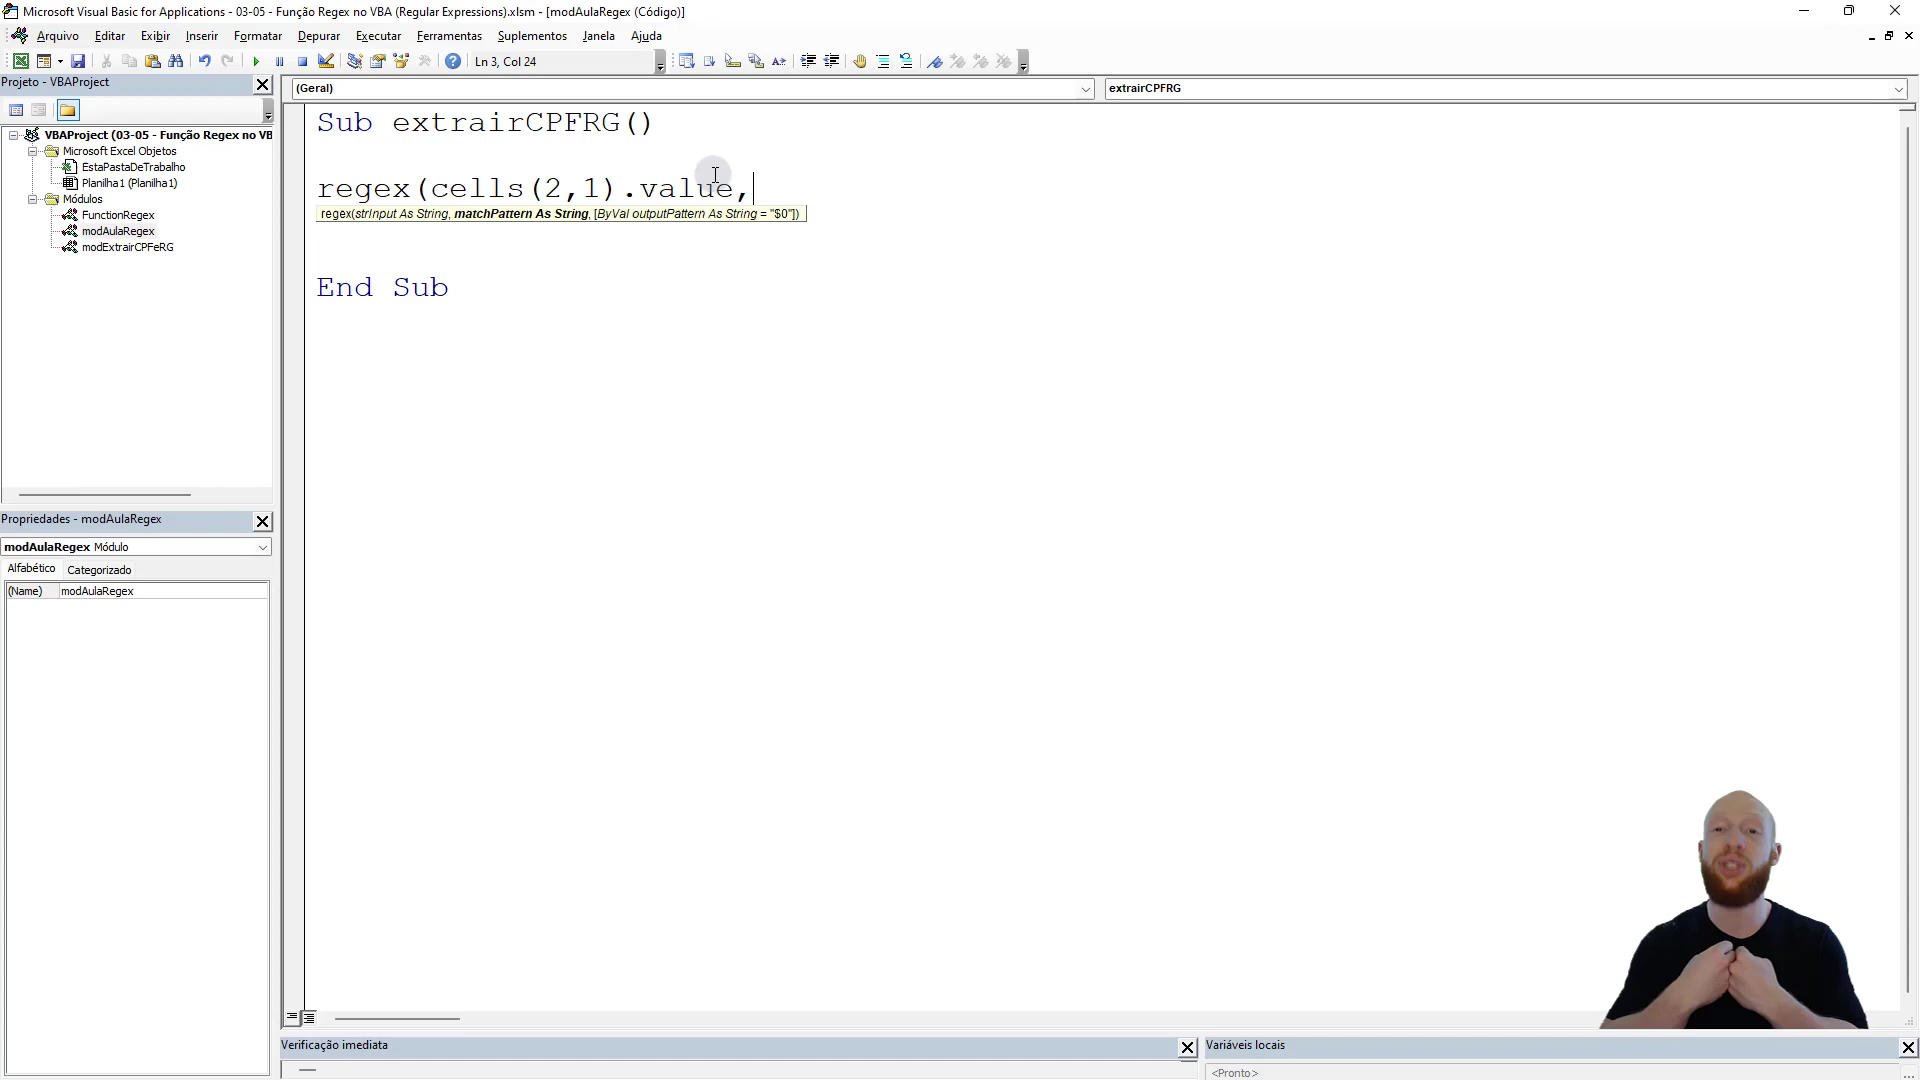 Microsoft Visual Basic for Applications - 03-05 - Função Regex no VBA (Regular Expressions).xlsm - [modAulaRegex (Código)]
Arquivo Editar Exibir Inserir Formatar Depurar Executar Ferramentas Suplementos Janela Ajuda
Ln 3, Col 24
Projeto - VBAProject
VBAProject (03-05 - Função Regex no VB
Microsoft Excel Objetos
EstaPastaDeTrabalho
Planilha1 (Planilha1)
Módulos
FunctionRegex
modAulaRegex
modExtrairCPFeRG
Propriedades - modAulaRegex
modAulaRegex Módulo
Alfabético Categorizado
(Name) modAulaRegex
(Geral) extrairCPFRG
Sub extrairCPFRG()
regex(cells(2,1).value,
regex(strInput As String, matchPattern As String, [ByVal outputPattern As String = "$0"])
End Sub
Verificação imediata
Variáveis locais
<Pronto>